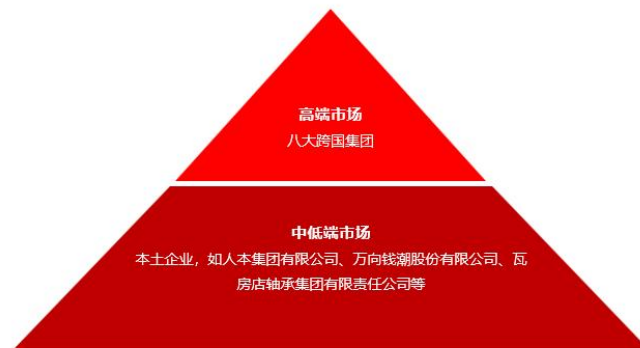 高端市场
八大跨国集团
中低端市场
本土企业，如人本集团有限公司、万向钱潮股份有限公司、瓦
房店轴承集团有限责任公司等